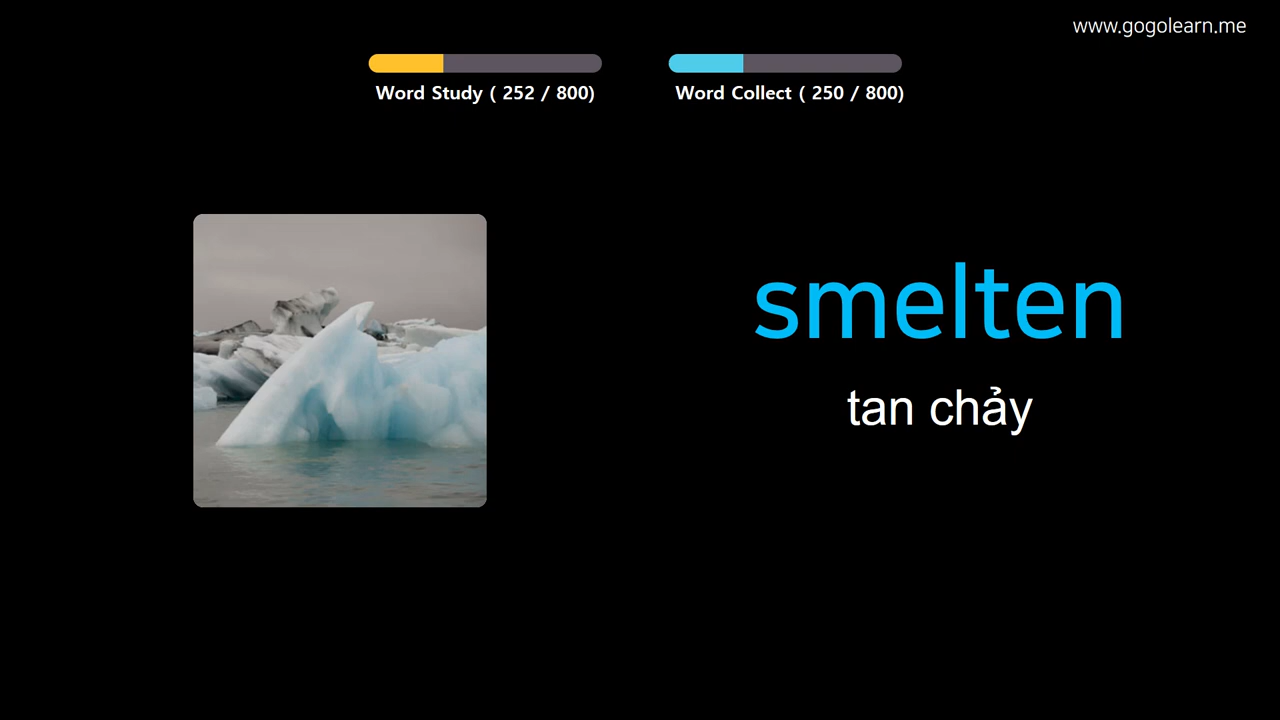 www.gogolearn.me
Word Study ( 252 / 800)
Word Collect ( 250 / 800)
smelten
tan chảy